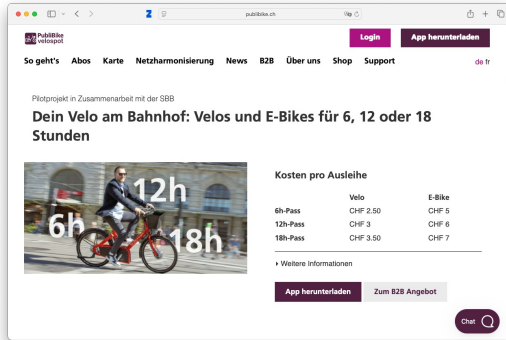 publibike.ch
PubliBike
velospot
Login
App herunterladen
So geht's Abos Karte Netzharmonisierung News B2B Über uns Shop Support
de fr
Pilotprojekt in Zusammenarbeit mit der SBB
Dein Velo am Bahnhof: Velos und E-Bikes für 6, 12 oder 18
Stunden
6h
12h
18h
Kosten pro Ausleihe
Velo E-Bike
6h-Pass CHF 2.50 CHF 5
12h-Pass CHF 3 CHF 6
18h-Pass CHF 3.50 CHF 7
Weitere Informationen
App herunterladen Zum B2B Angebot
Chat